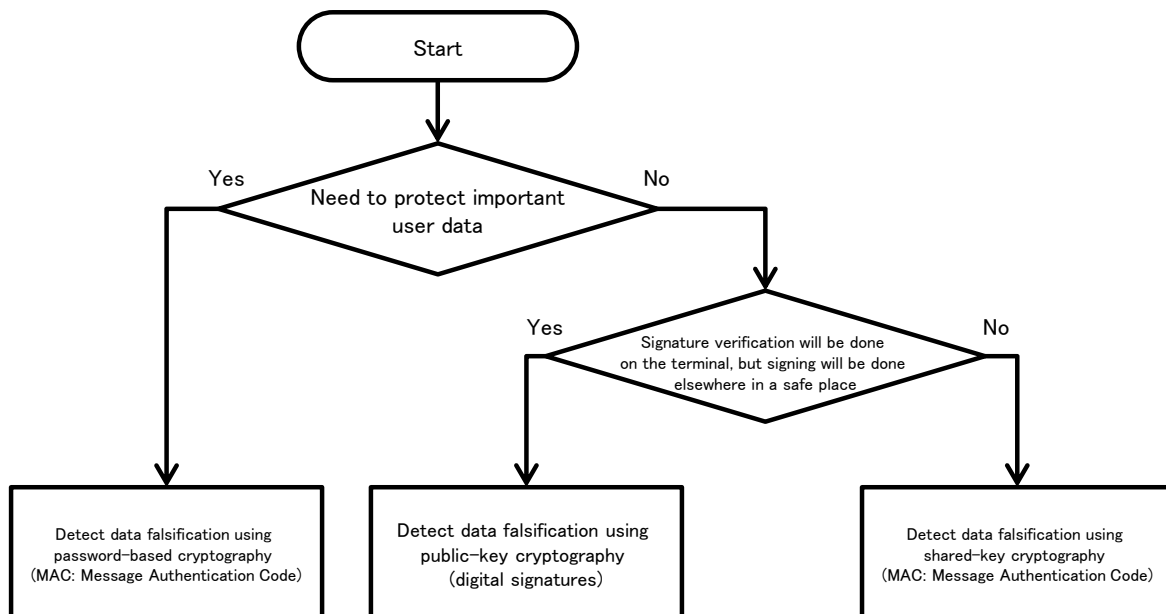 Start
Yes
No
Need to protect important
user data
Yes
No
Signature verification will be done
on the terminal, but signing will be done
elsewhere in a safe place
Detect data falsification using
password-based cryptography
(MAC: Message Authentication Code)
Detect data falsification using
public-key cryptography
(digital signatures)
Detect data falsification using
shared-key cryptography
(MAC: Message Authentication Code)